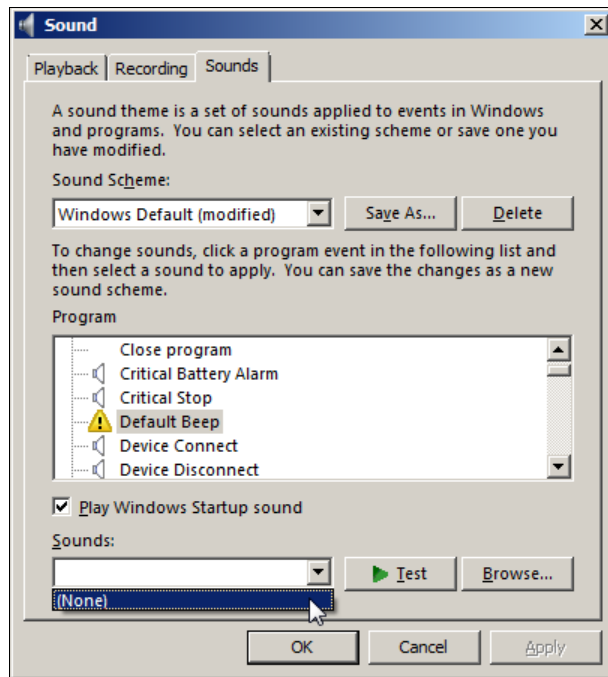 Sound
Playback Recording Sounds
A sound theme is a set of sounds applied to events in Windows
and programs. You can select an existing scheme or save one you
have modified.
Sound Scheme:
Windows Default (modified) Save As... Delete
To change sounds, click a program event in the following list and
then select a sound to apply. You can save the changes as a new
sound scheme.
Program
Close program
Critical Battery Alarm
Critical Stop
Default Beep
Device Connect
Device Disconnect
Play Windows Startup sound
Sounds:
Test Browse...
(None)
OK Cancel Apply